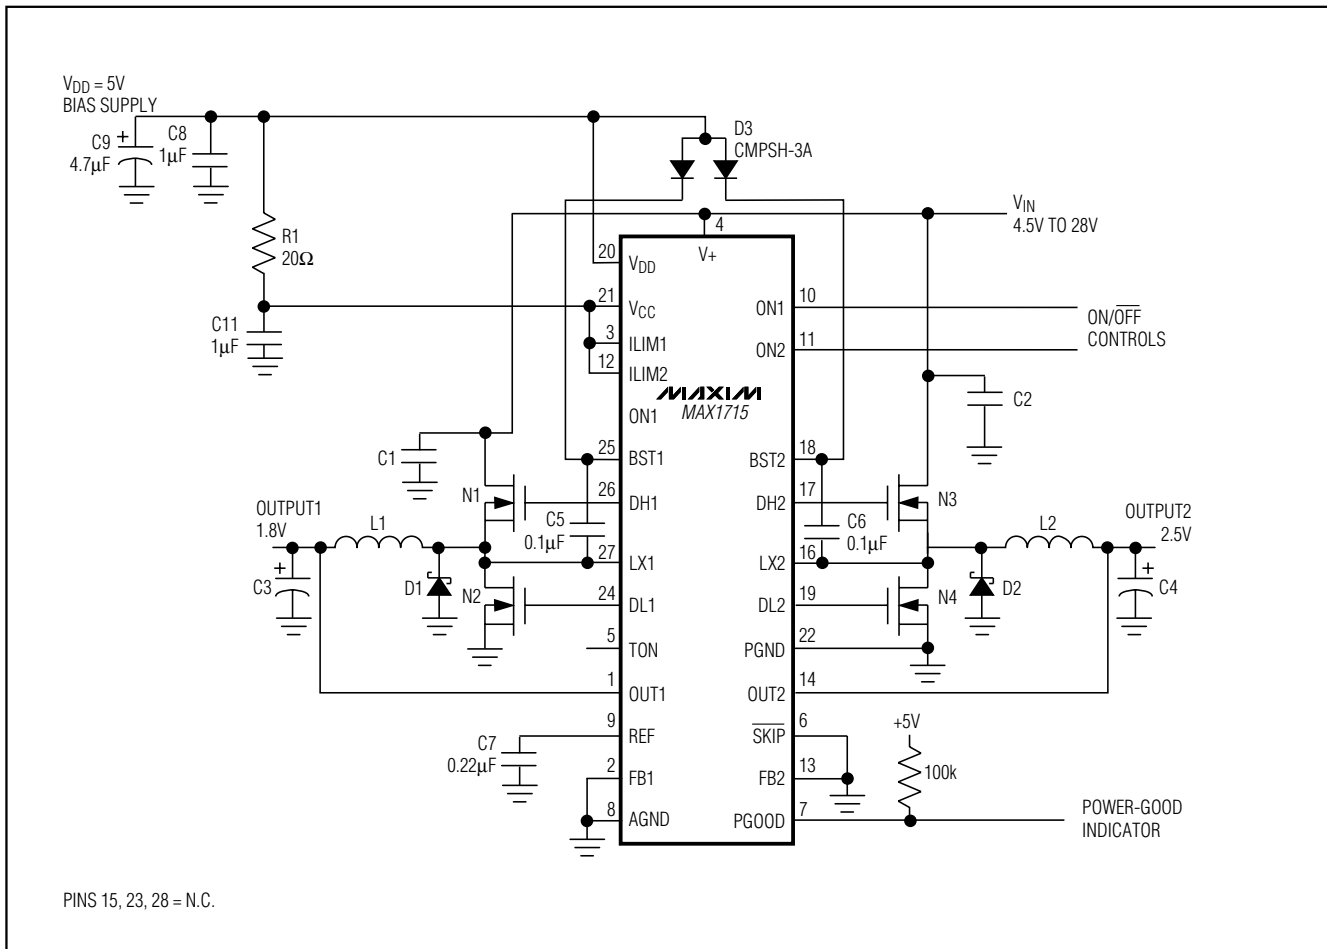 VDD = 5V
BIAS SUPPLY
C9
4.7μF
+
C8
1μF
D3
CMPSH-3A
R1
20Ω
VIN
4.5V TO 28V
4
V+
20
VDD
21
VCC
3
ILIM1
12
ILIM2
ON1
10
ON1
11
ON2
ON/OFF
CONTROLS
C11
1μF
MAXIM
MAX1715
C2
C1
25
BST1
18
BST2
N1
26
DH1
17
DH2
N3
OUTPUT1
1.8V
L1
C5
0.1μF
C6
0.1μF
L2
OUTPUT2
2.5V
27
LX1
16
LX2
+
C3
D1
N2
24
DL1
19
DL2
N4
D2
+
C4
5
TON
22
PGND
1
OUT1
14
OUT2
9
REF
6
SKIP
+5V
C7
0.22μF
100k
2
FB1
13
FB2
8
AGND
7
PGOOD
POWER-GOOD
INDICATOR
PINS 15, 23, 28 = N.C.